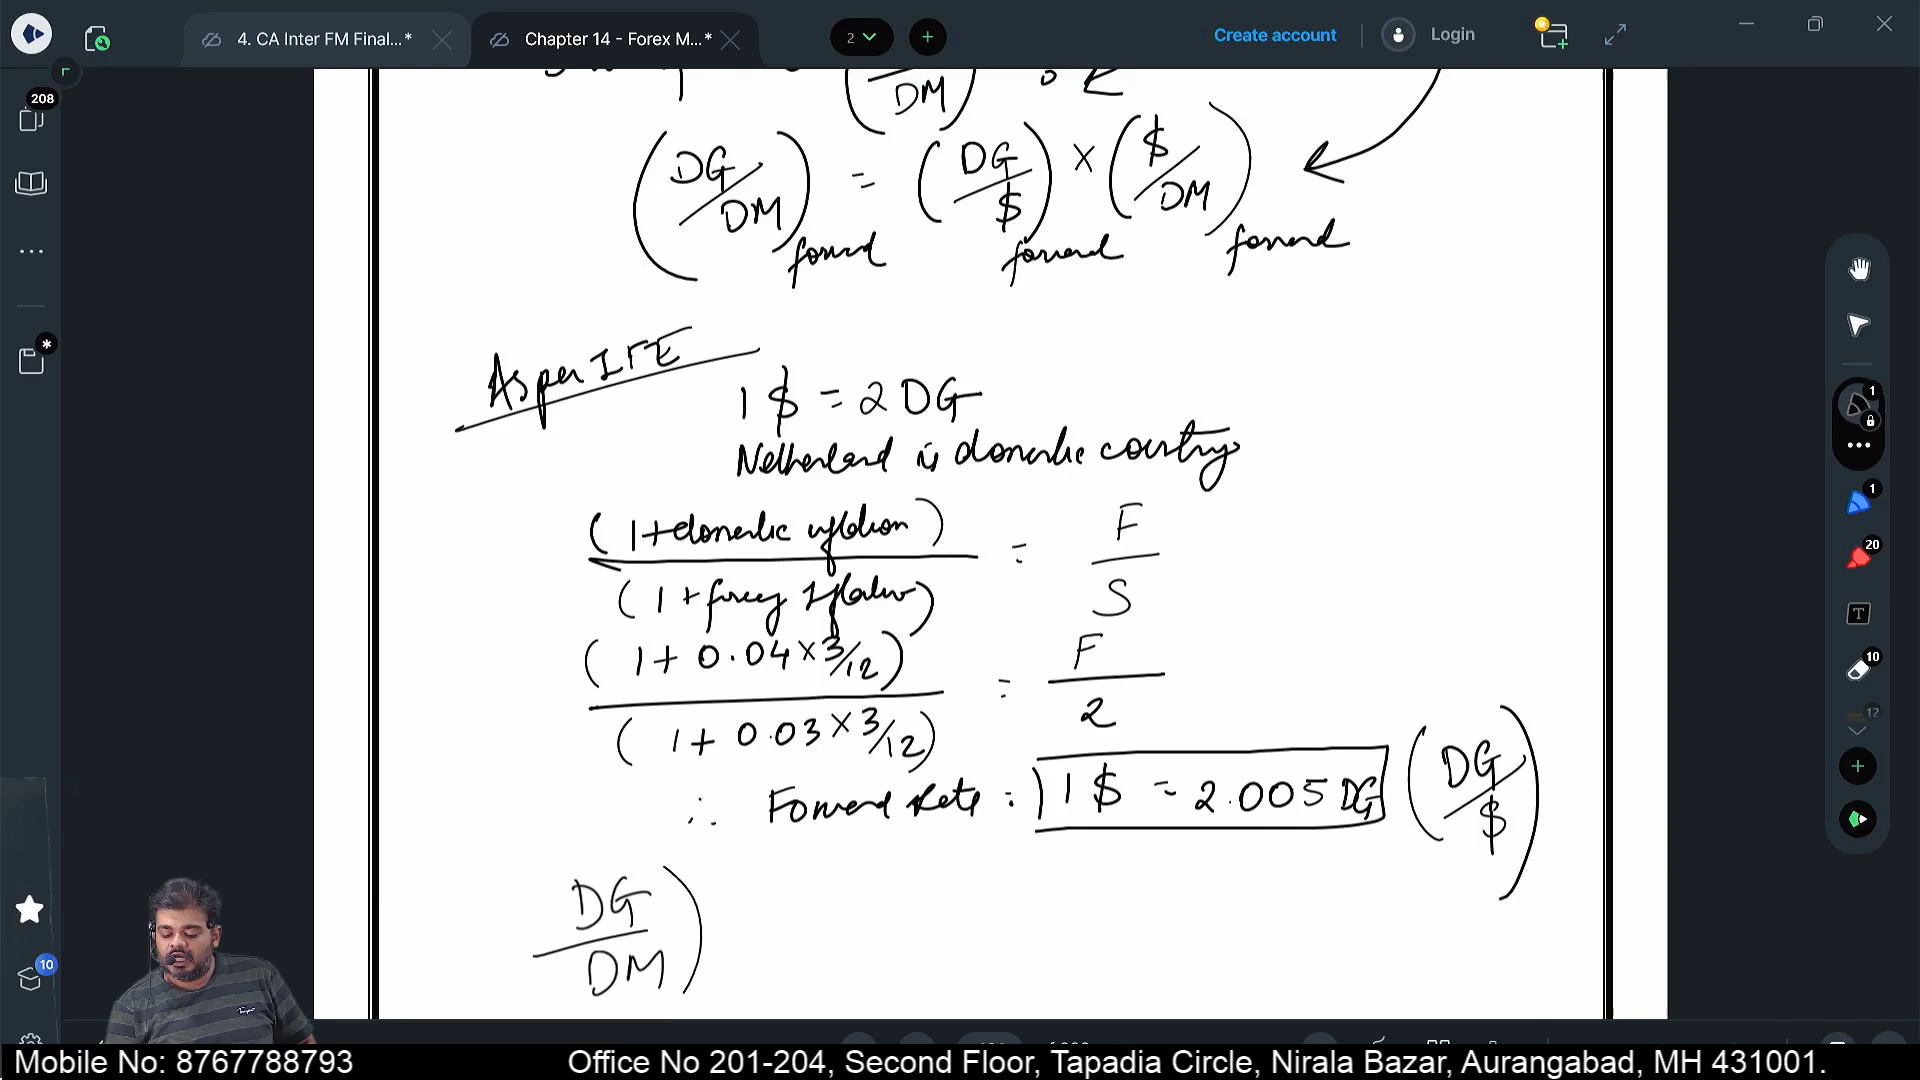 4. CA Inter FM Final...*
Chapter 14 - Forex M...*
2
Create account
Login
208
DM
(DG/DM) forward = (DG/$) forward × ($/DM) forward
As per IFE
1 $ = 2 DG
Netherland is domestic country
(1 + domestic inflation) = F
(1 + foreign Inflation) S
(1 + 0.04 × 3/12) = F
(1 + 0.03 × 3/12) 2
∴ Forward Rate = 1 $ = 2.005 DG (DG/$)
DG
DM )
1
1
20
T
10
12
10
Mobile No: 8767788793
Office No 201-204, Second Floor, Tapadia Circle, Nirala Bazar, Aurangabad, MH 431001.